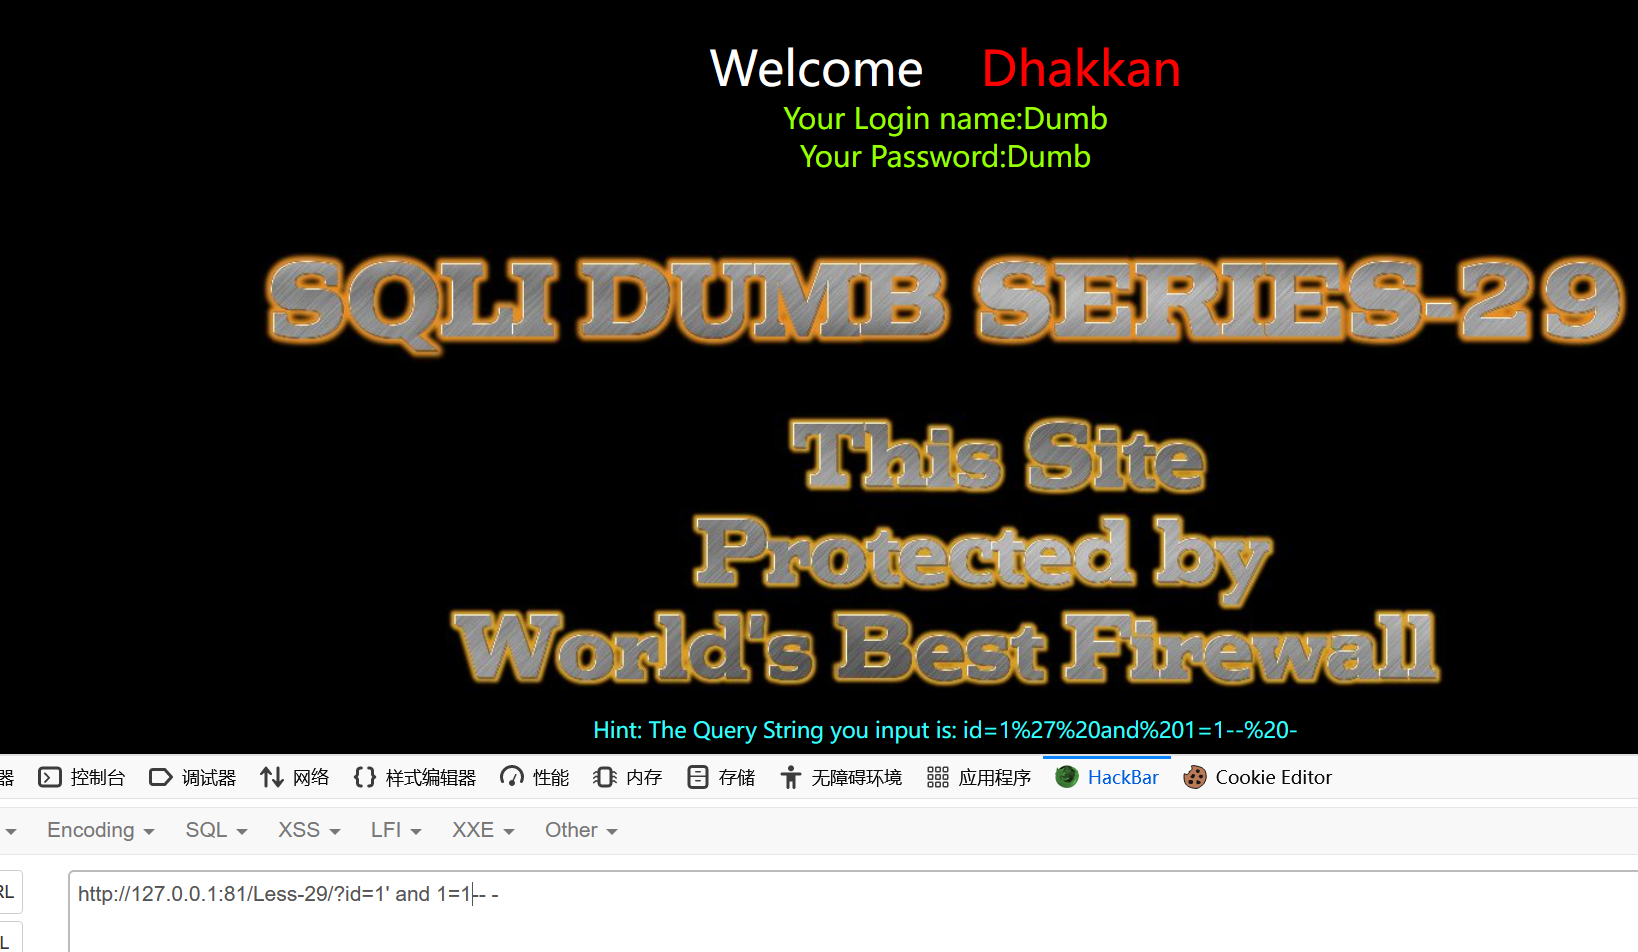 Welcome Dhakkan
Your Login name:Dumb
Your Password:Dumb
SQLI DUMB SERIES-29
This Site
Protected by
World's Best Firewall
Hint: The Query String you input is: id=1%27%20and%201=1--%20-
器 控制台 调试器 网络 样式编辑器 性能 内存 存储 无障碍环境 应用程序 HackBar Cookie Editor
Encoding SQL XSS LFI XXE Other
RL http://127.0.0.1:81/Less-29/?id=1' and 1=1-- -
L